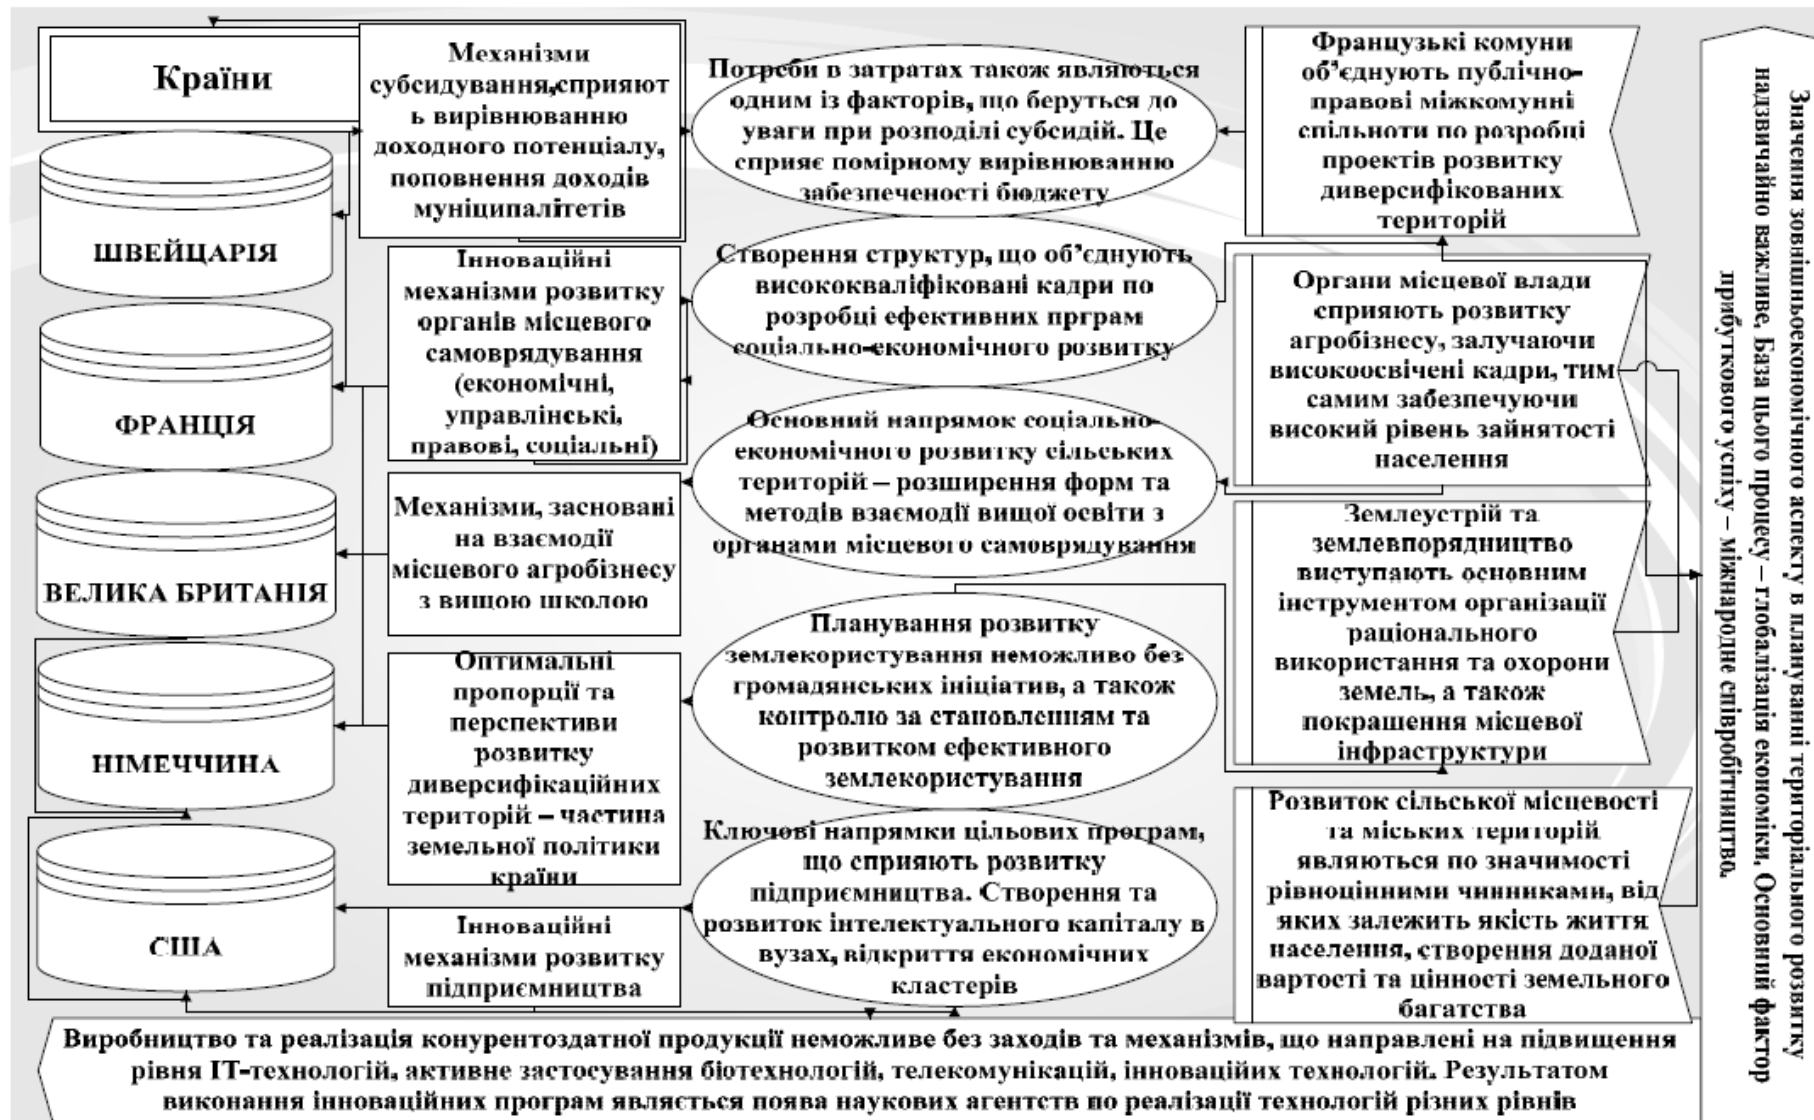 Країни
ШВЕЙЦАРІЯ
ФРАНЦІЯ
ВЕЛИКА БРИТАНІЯ
НІМЕЧЧИНА
США
Механізми
субсидування,сприяют
ь вирівнюванню
доходного потенціалу,
поповнення доходів
муніципалітетів
Інноваційні
механізми розвитку
органів місцевого
самоврядування
(економічні,
управлінські,
правові, соціальні)
Механізми, засновані
на взаємодії
місцевого агробізнесу
з вищою школою
Оптимальні
пропорції та
перспективи
розвитку
диверсифікаційних
територій – частина
земельної політики
країни
Інноваційні
механізми розвитку
підприємництва
Потреби в затратах також являються
одним із факторів, що беруться до
уваги при розподілі субсидій. Це
сприяє помірному вирівнюванню
забезпеченості бюджету
Створення структур, що об’єднують
висококваліфіковані кадри по
розробці ефективних прграм
соціально-економічного розвитку
Основний напрямок соціально-
економічного розвитку сільських
територій – розширення форм та
методів взаємодії вищої освіти з
органами місцевого самоврядування
Планування розвитку
землекористування неможливо без
громадянських ініціатив, а також
контролю за становленням та
розвитком ефективного
землекористування
Ключові напрямки цільових програм,
що сприяють розвитку
підприємництва. Створення та
розвиток інтелектуального капіталу в
вузах, відкриття економічних
кластерів
Французькі комуни
об’єднують публічно-
правові міжкомунні
спільноти по розробці
проектів розвитку
диверсифікованих
територій
Органи місцевої влади
сприяють розвитку
агробізнесу, залучаючи
високоосвічені кадри, тим
самим забезпечуючи
високий рівень зайнятості
населення
Землеустрій та
землевпорядництво
виступають основним
інструментом організації
раціонального
використання та охорони
земель, а також
покрашення місцевої
інфраструктури
Розвиток сільської місцевості
та міських територій
являються по значимості
рівноцінними чинниками, від
яких залежить якість життя
населення, створення доданої
вартості та цінності земельного
багатства
Значення зовнішньоекономічного аспекту в плануванні територіального розвитку
надзвичайно важливе. База цього процесу – глобалізація економіки. Основний фактор
прибуткового успіху – міжнародне співробітництво.
Виробництво та реалізація конурентоздатної продукції неможливе без заходів та механізмів, що направлені на підвищення
рівня ІТ-технологій, активне застосування біотехнологій, телекомунікацій, інноваційих технологій. Результатом
виконання інноваційних програм являється поява наукових агентств по реалізації технологій різних рівнів